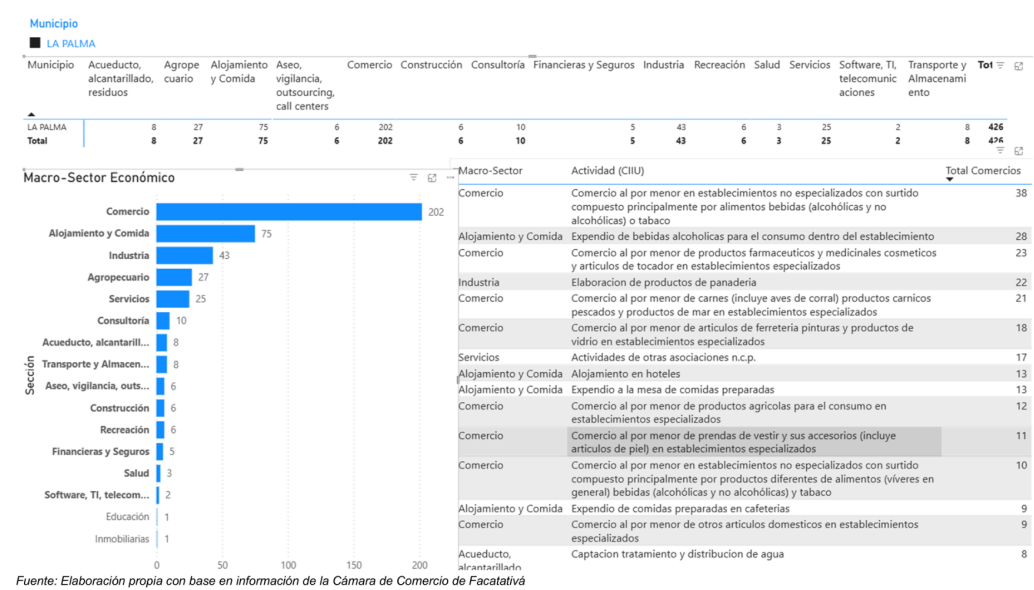 Municipio
LA PALMA
Municipio Acueducto, Agrope Alojamiento Aseo, Comercio Construcción Consultoría Financieras y Seguros Industria Recreación Salud Servicios Software, TI, Transporte y Tot
alcantarillado, cuario y Comida vigilancia, telecomunic Almacenami
residuos outsourcing, aciones ento
call centers
LA PALMA 8 27 75 6 202 6 10 5 43 6 3 25 2 8 426
Total 8 27 75 6 202 6 10 5 43 6 3 25 2 8 426
Macro-Sector Económico
Sección
Comercio 202
Alojamiento y Comida 75
Industria 43
Agropecuario 27
Servicios 25
Consultoría 10
Acueducto, alcantarill... 8
Transporte y Almacen... 8
Aseo, vigilancia, outs... 6
Construcción 6
Recreación 6
Financieras y Seguros 5
Salud 3
Software, TI, telecom... 2
Educación 1
Inmobiliarias 1
0 50 100 150 200
Macro-Sector Actividad (CIIU) Total Comercios
Comercio Comercio al por menor en establecimientos no especializados con surtido 38
compuesto principalmente por alimentos bebidas (alcohólicas y no
alcohólicas) o tabaco
Alojamiento y Comida Expendio de bebidas alcoholicas para el consumo dentro del establecimiento 28
Comercio Comercio al por menor de productos farmaceuticos y medicinales cosmeticos 23
y articulos de tocador en establecimientos especializados
Industria Elaboracion de productos de panaderia 22
Comercio Comercio al por menor de carnes (incluye aves de corral) productos carnicos 21
pescados y productos de mar en establecimientos especializados
Comercio Comercio al por menor de articulos de ferreteria pinturas y productos de 18
vidrio en establecimientos especializados
Servicios Actividades de otras asociaciones n.c.p. 17
Alojamiento y Comida Alojamiento en hoteles 13
Alojamiento y Comida Expendio a la mesa de comidas preparadas 13
Comercio Comercio al por menor de productos agricolas para el consumo en 12
establecimientos especializados
Comercio Comercio al por menor de prendas de vestir y sus accesorios (incluye 11
articulos de piel) en establecimientos especializados
Comercio Comercio al por menor en establecimientos no especializados con surtido 10
compuesto principalmente por productos diferentes de alimentos (víveres en
general) bebidas (alcohólicas y no alcohólicas) y tabaco
Alojamiento y Comida Expendio de comidas preparadas en cafeterias 9
Comercio Comercio al por menor de otros articulos domesticos en establecimientos 9
especializados
Acueducto, Captacion tratamiento y distribucion de agua 8
alcantarillado
Fuente: Elaboración propia con base en información de la Cámara de Comercio de Facatativá